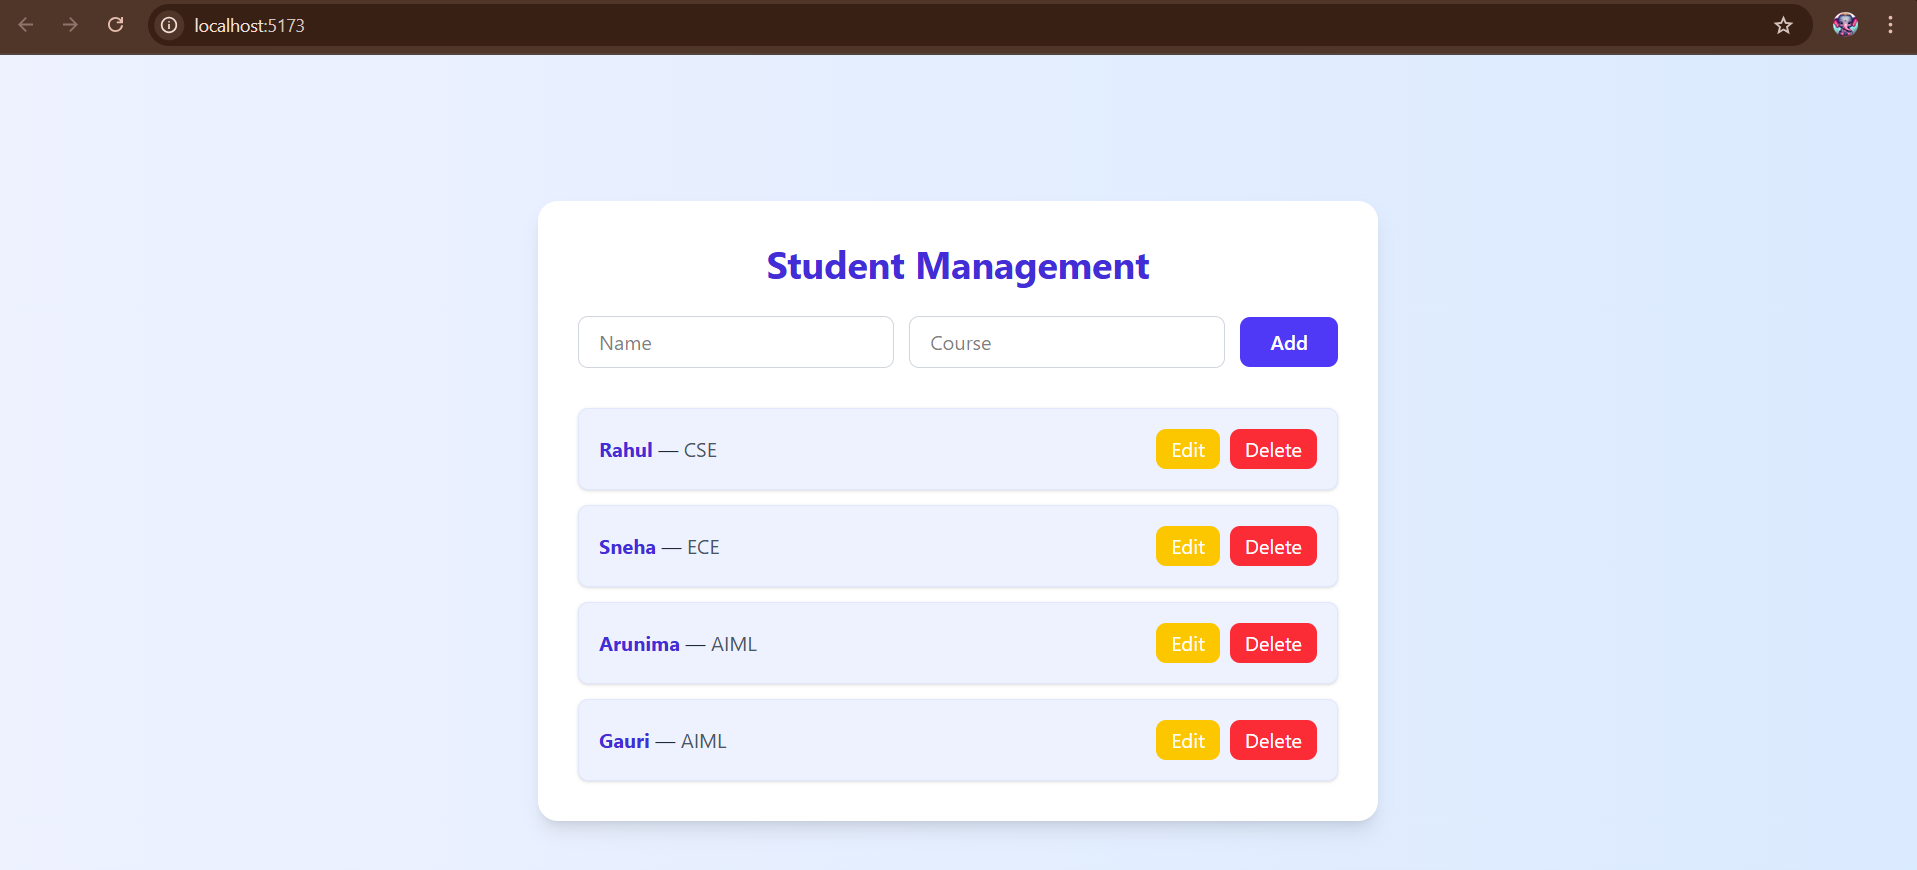 localhost:5173
Student Management
Name Course Add
Rahul — CSE Edit Delete
Sneha — ECE Edit Delete
Arunima — AIML Edit Delete
Gauri — AIML Edit Delete